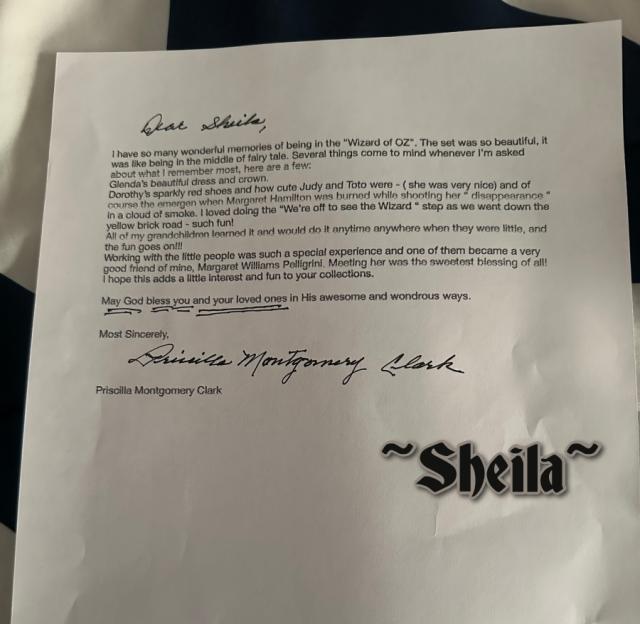 Dear Sheila,
I have so many wonderful memories of being in the "Wizard of OZ". The set was so beautiful, it
was like being in the middle of fairy tale. Several things come to mind whenever I'm asked
about what I remember most, here are a few:
Glenda's beautiful dress and crown.
Dorothy's sparkly red shoes and how cute Judy and Toto were - ( she was very nice) and of
course the emergen when Margaret Hamilton was burned while shooting her " disappearance "
in a cloud of smoke. I loved doing the "We're off to see the Wizard " step as we went down the
yellow brick road - such fun!
All of my grandchildren learned it and would do it anytime anywhere when they were little, and
the fun goes on!!!
Working with the little people was such a special experience and one of them became a very
good friend of mine, Margaret Williams Pelligrini. Meeting her was the sweetest blessing of all!
I hope this adds a little interest and fun to your collections.
May God bless you and your loved ones in His awesome and wondrous ways.
Most Sincerely,
Priscilla Montgomery Clark
Priscilla Montgomery Clark
~Sheila~